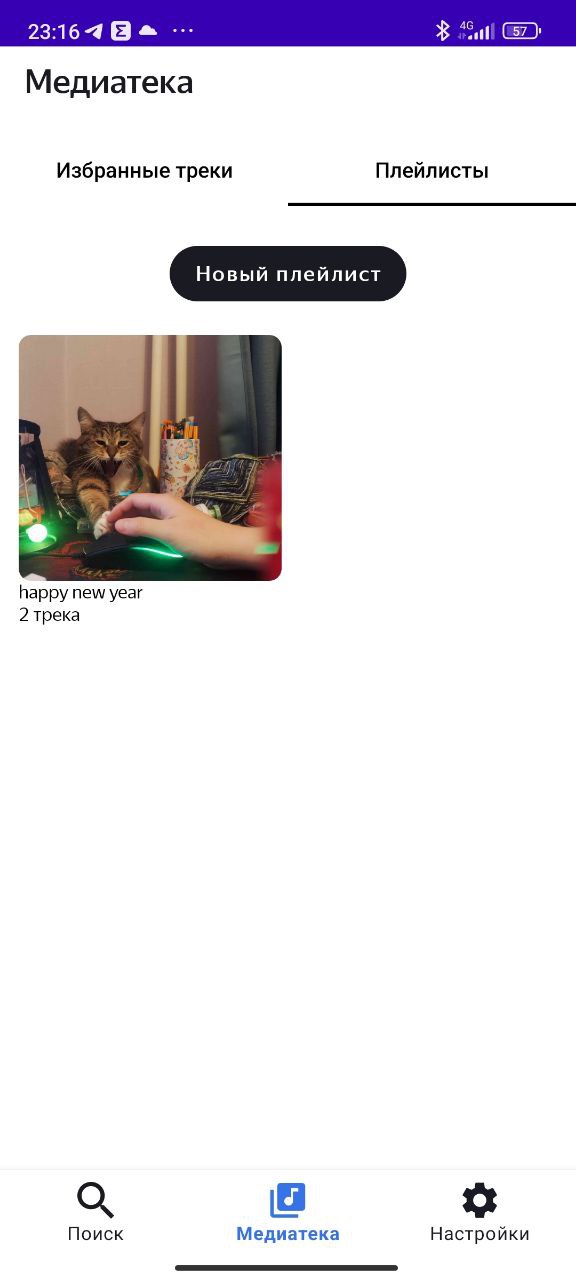 23:16
4G
57
Медиатека
Избранные треки
Плейлисты
Новый плейлист
happy new year
2 трека
Поиск
Медиатека
Настройки